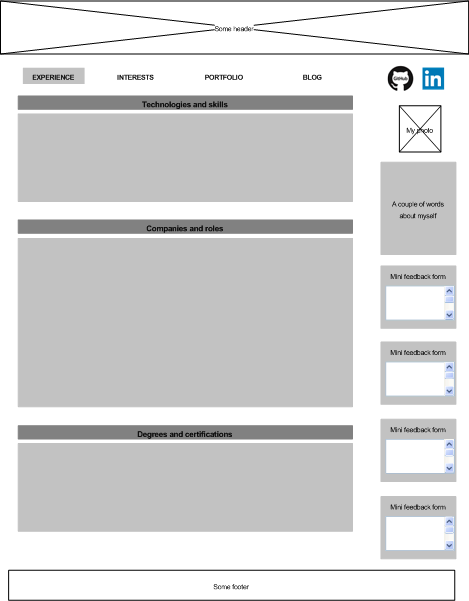 Some header
EXPERIENCE
INTERESTS
PORTFOLIO
BLOG
GitHub
in
Technologies and skills
My photo
A couple of words
about myself
Companies and roles
Mini feedback form
Mini feedback form
Degrees and certifications
Mini feedback form
Mini feedback form
Some footer